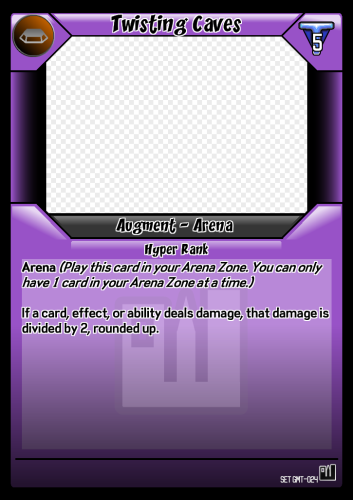 Twisting Caves
5
Augment - Arena
Hyper Rank
Arena (Play this card in your Arena Zone. You can only
have 1 card in your Arena Zone at a time.)
If a card, effect, or ability deals damage, that damage is
divided by 2, rounded up.
SET GMT-024